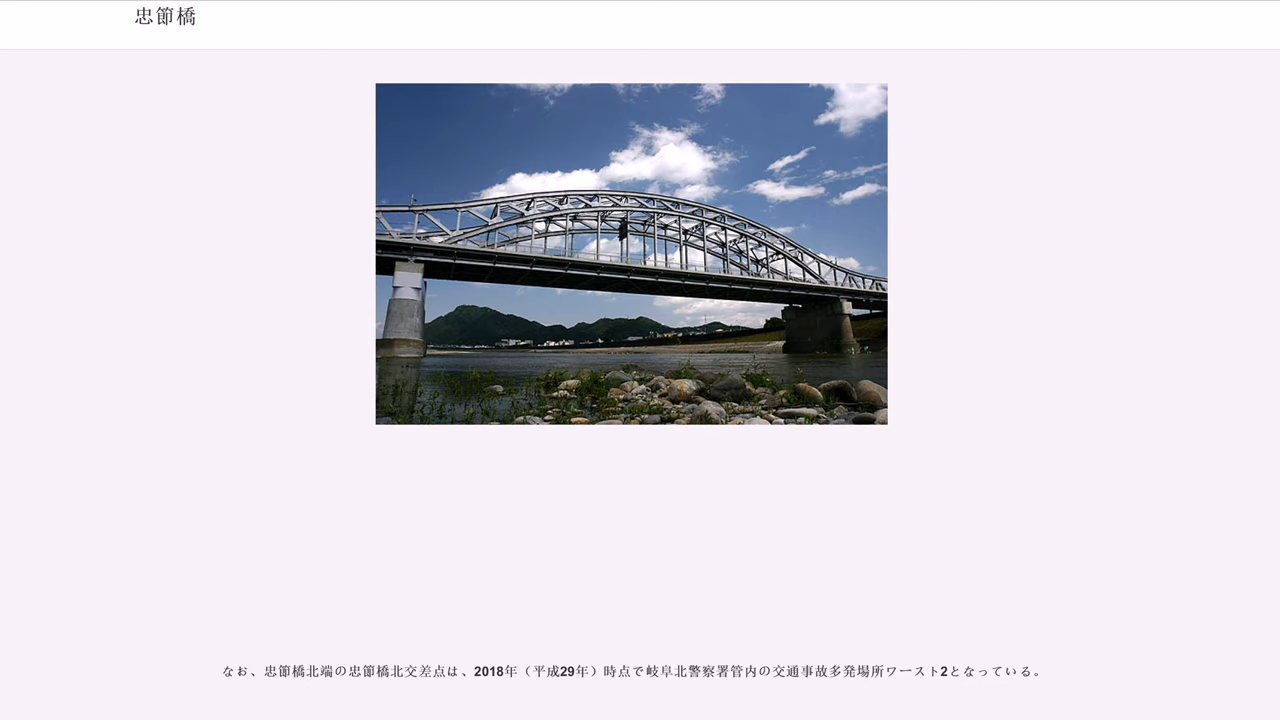 忠節橋
なお、忠節橋北端の忠節橋北交差点は、2018年（平成29年）時点で岐阜北警察署管内の交通事故多発場所ワースト2となっている。